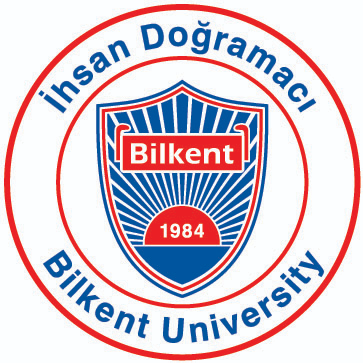 İhsan Doğramacı
Bilkent
1984
Bilkent University